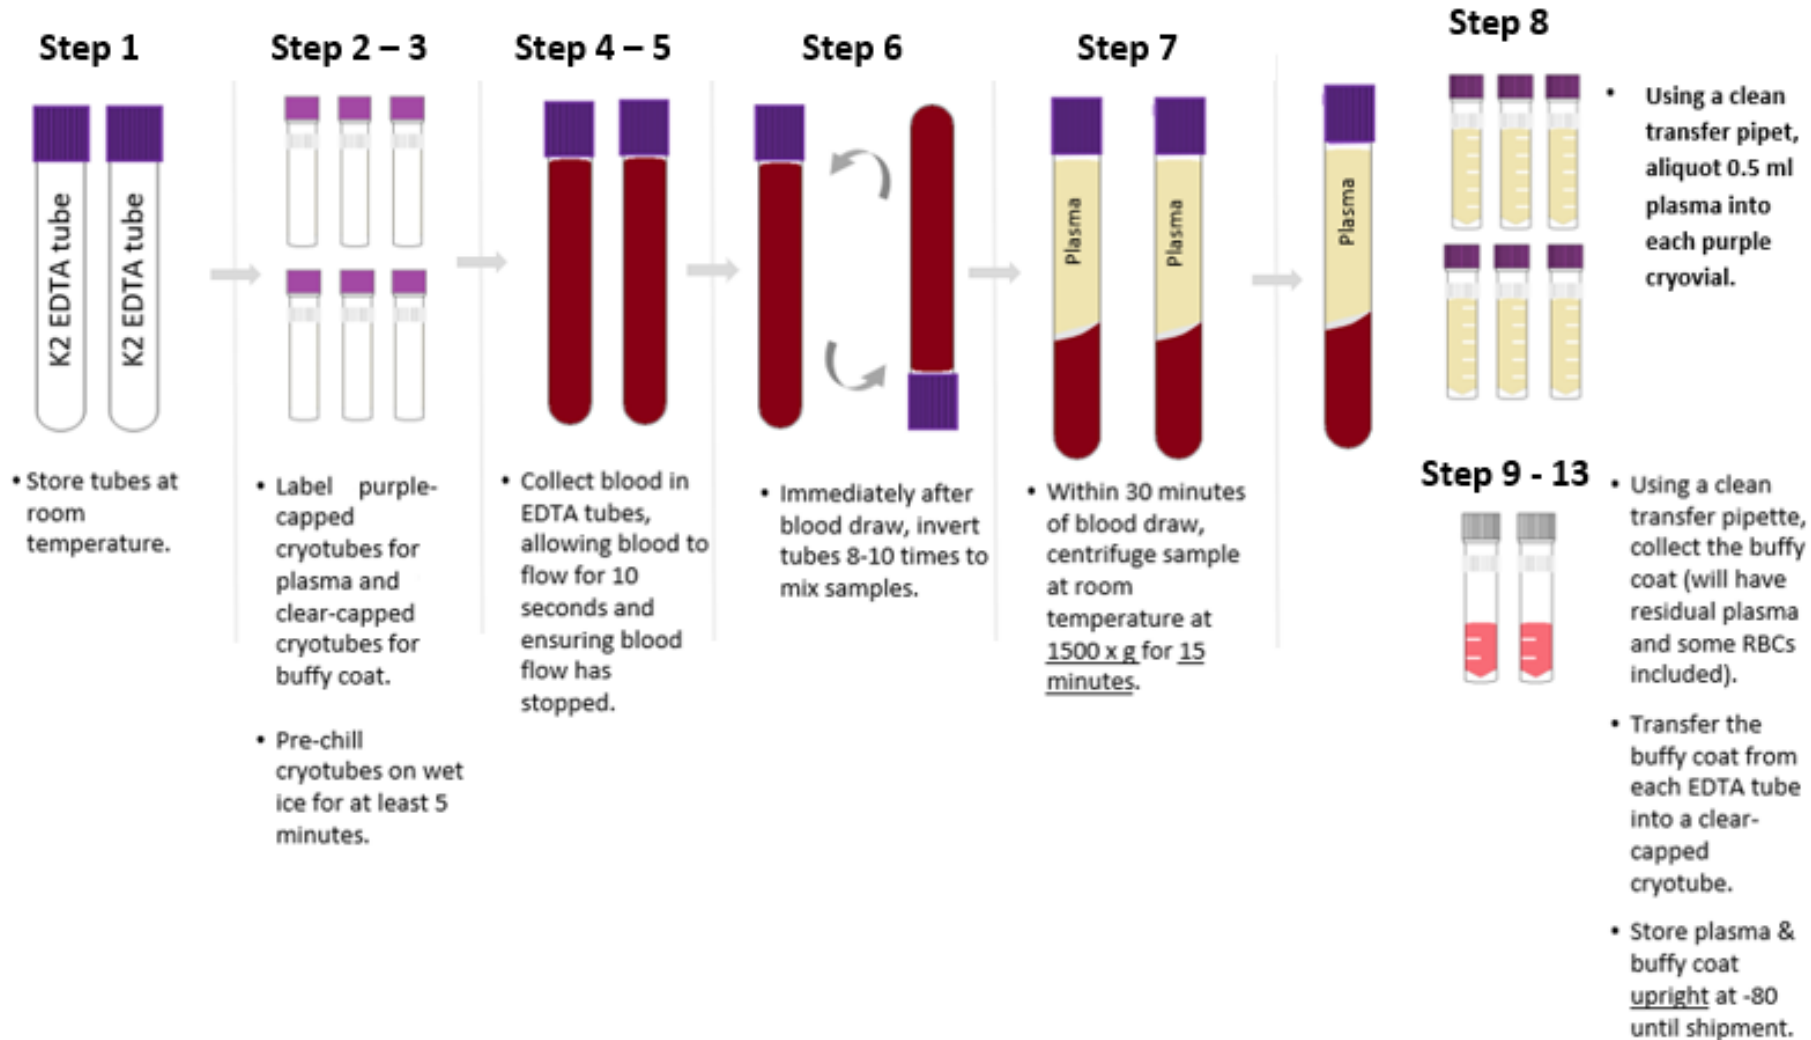 Step 1
K2 EDTA tube
K2 EDTA tube
• Store tubes at
room
temperature.
Step 2 – 3
• Label purple-
capped
cryotubes for
plasma and
clear-capped
cryotubes for
buffy coat.
• Pre-chill
cryotubes on wet
ice for at least 5
minutes.
Step 4 – 5
• Collect blood in
EDTA tubes,
allowing blood to
flow for 10
seconds and
ensuring blood
flow has
stopped.
Step 6
• Immediately after
blood draw, invert
tubes 8-10 times to
mix samples.
Step 7
Plasma
Plasma
• Within 30 minutes
of blood draw,
centrifuge sample
at room
temperature at
1500 x g for 15
minutes.
Plasma
Step 8
• Using a clean
transfer pipet,
aliquot 0.5 ml
plasma into
each purple
cryovial.
Step 9 - 13
• Using a clean
transfer pipette,
collect the buffy
coat (will have
residual plasma
and some RBCs
included).
• Transfer the
buffy coat from
each EDTA tube
into a clear-
capped
cryotube.
• Store plasma &
buffy coat
upright at -80
until shipment.